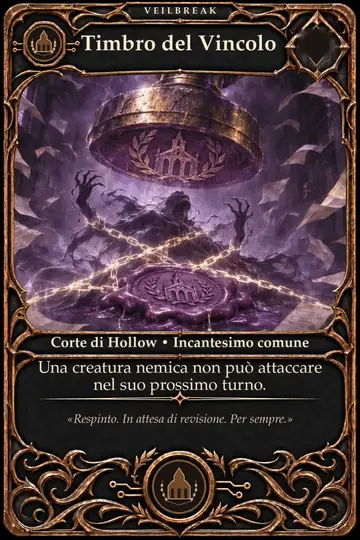 VEILBREAK
Timbro del Vincolo
Corte di Hollow • Incantesimo comune
Una creatura nemica non può attaccare
nel suo prossimo turno.
«Respinto. In attesa di revisione. Per sempre.»